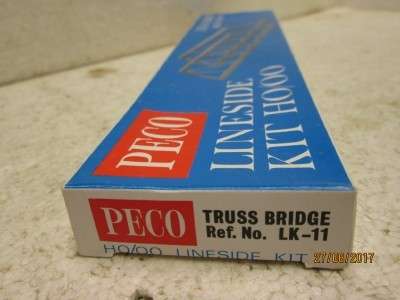 PECO
LINESIDE
KIT HO/OO
PECO
TRUSS BRIDGE
Ref. No. LK-11
HO/OO LINESIDE KIT
27/08/2017